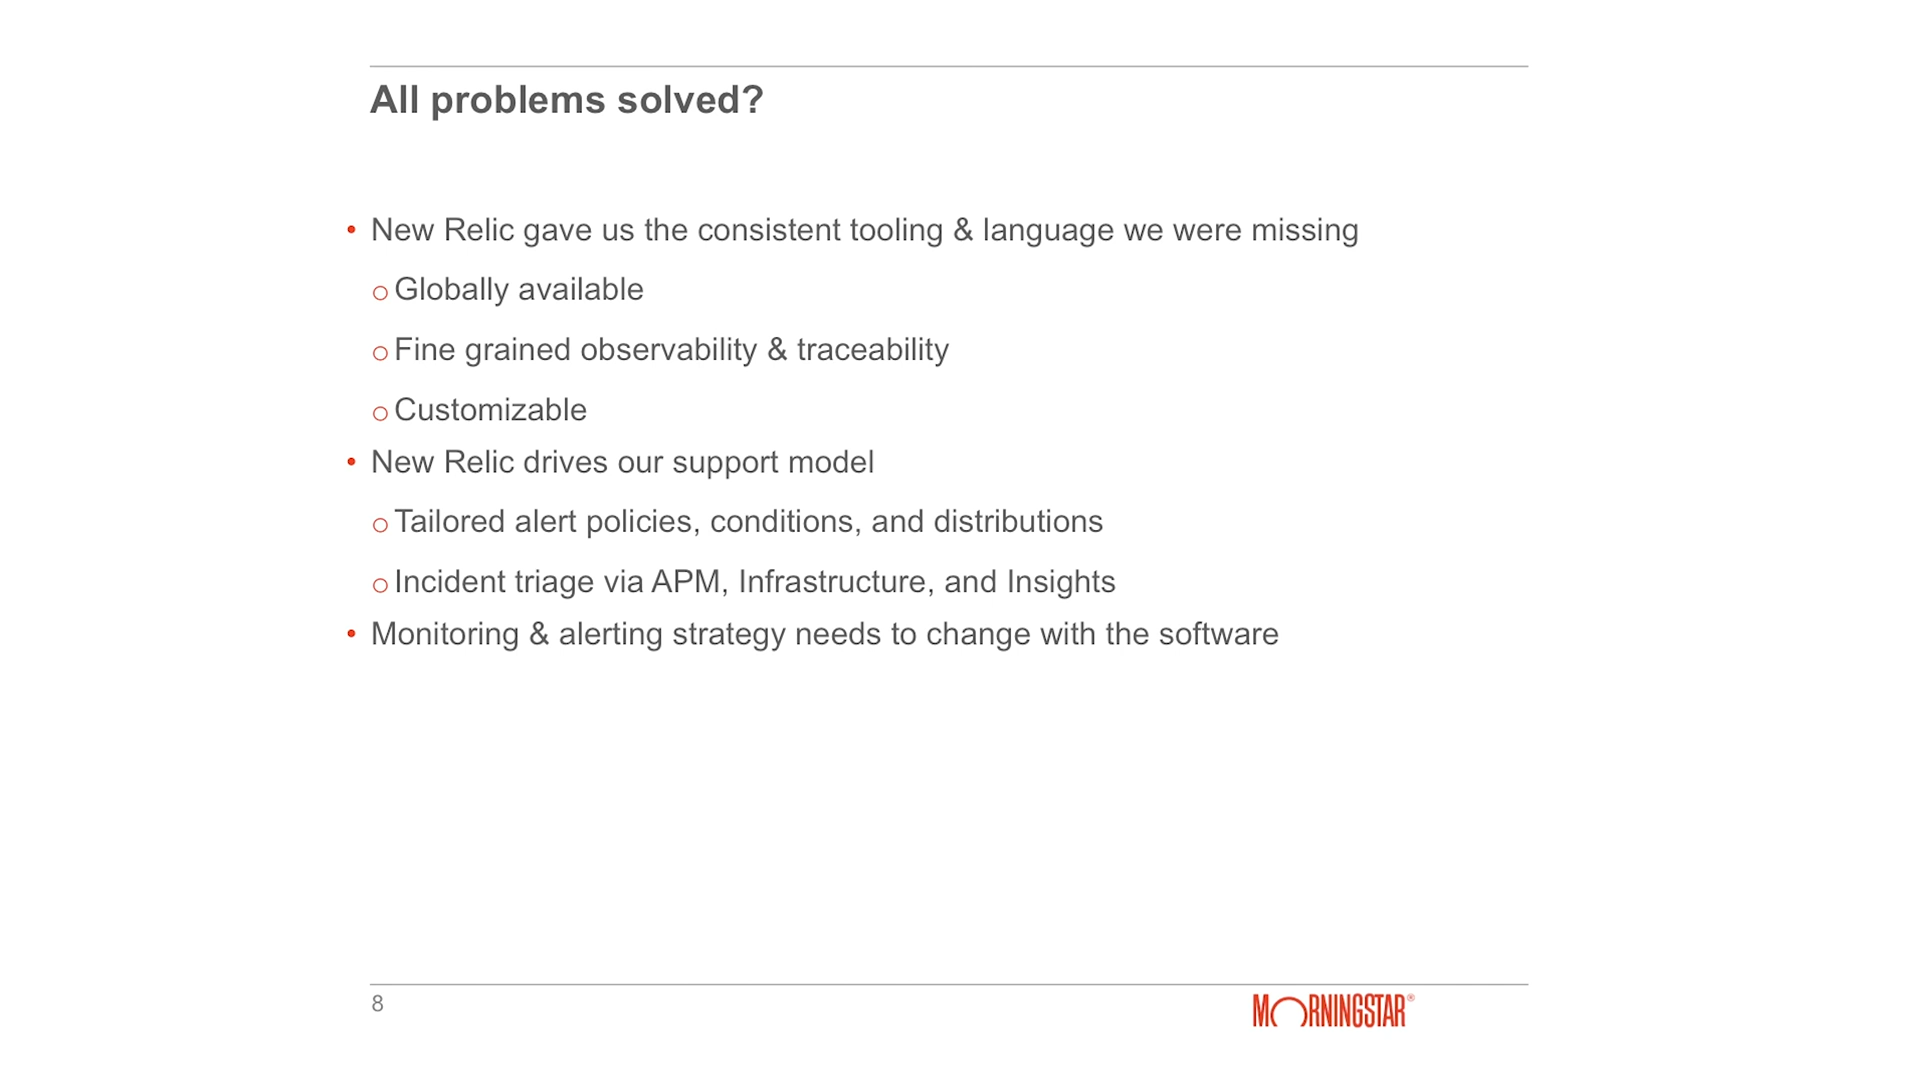 All problems solved?
• New Relic gave us the consistent tooling & language we were missing
o Globally available
o Fine grained observability & traceability
o Customizable
• New Relic drives our support model
o Tailored alert policies, conditions, and distributions
o Incident triage via APM, Infrastructure, and Insights
• Monitoring & alerting strategy needs to change with the software
8
MORNINGSTAR®